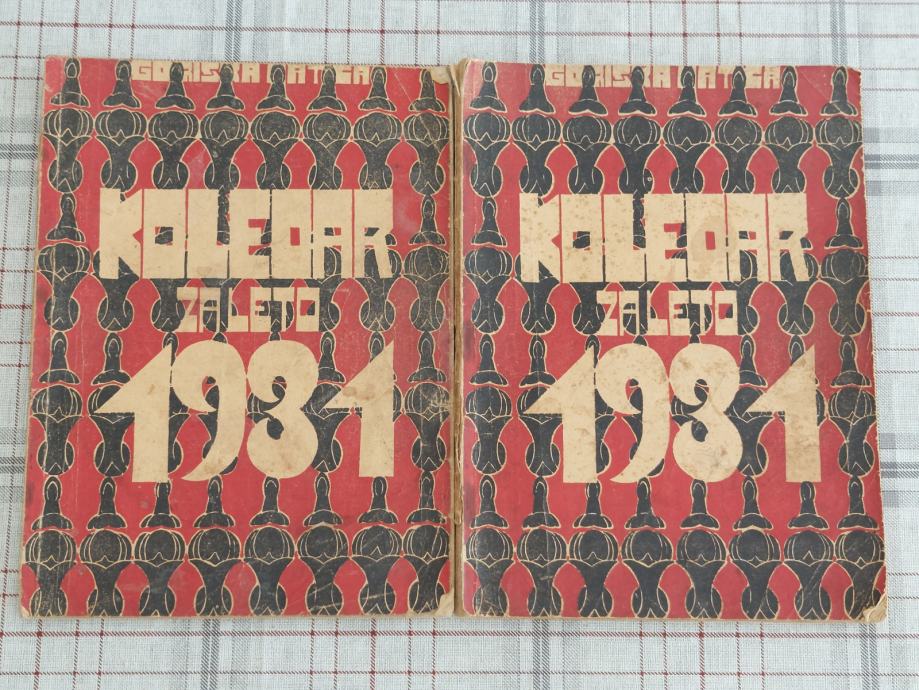 GORIŠKA MATICA
KOLEDAR
ZA LETO
1931
GORIŠKA MATICA
KOLEDAR
ZA LETO
1931